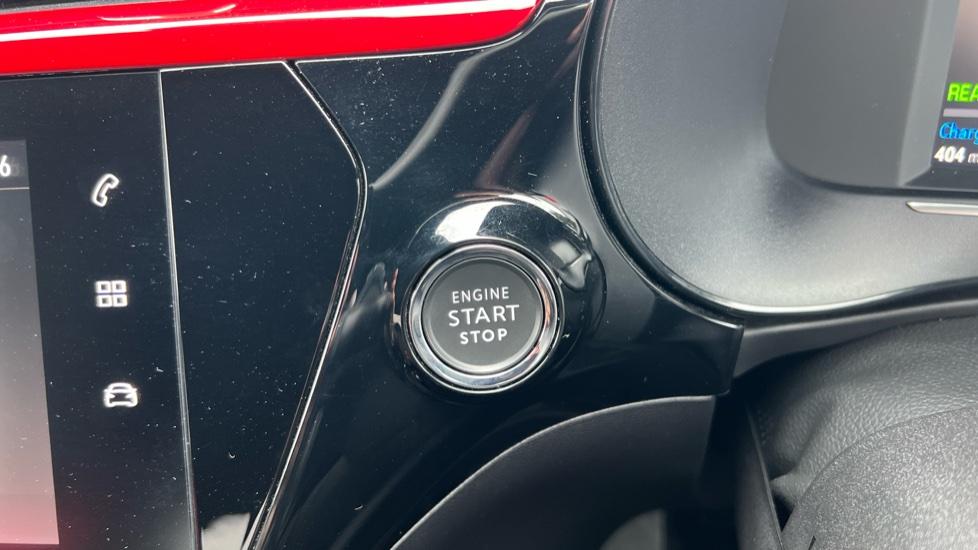 6
REA
Charg
404 m
ENGINE
START
STOP